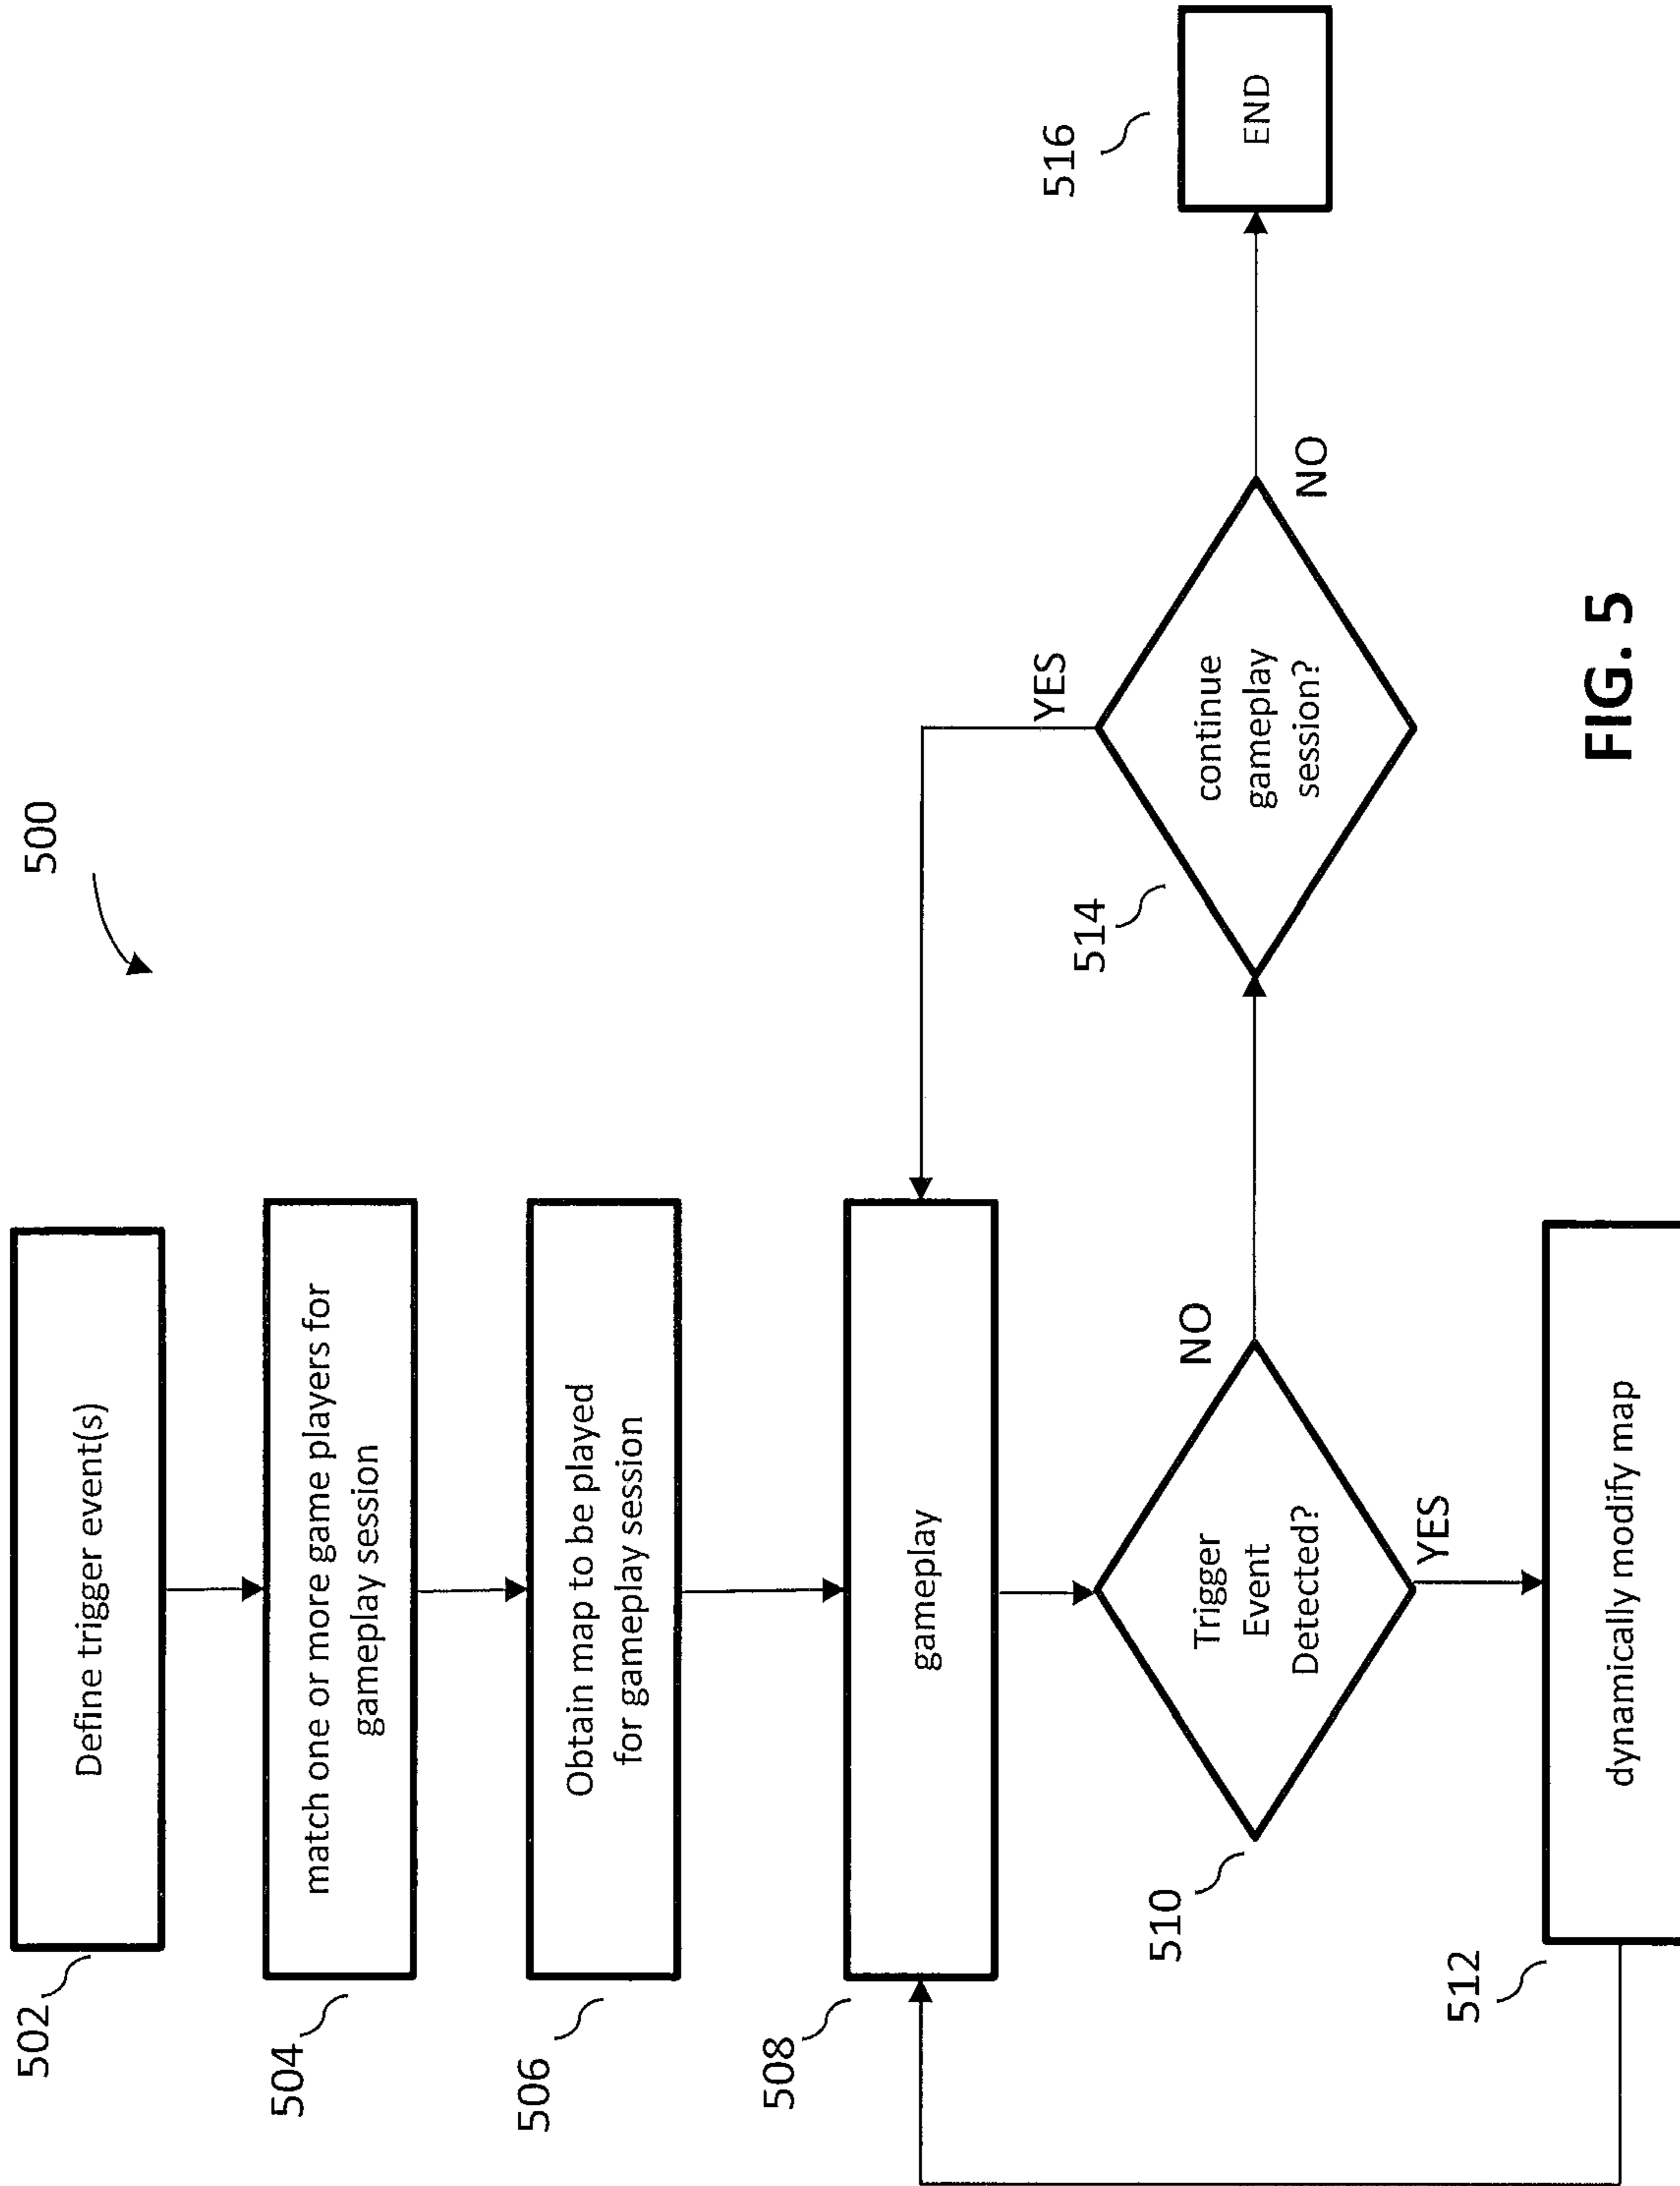 500
502
Define trigger event(s)
504
match one or more game players for
gameplay session
506
Obtain map to be played
for gameplay session
508
gameplay
510
Trigger
Event
Detected?
NO
YES
512
dynamically modify map
514
continue
gameplay
session?
YES
NO
516
END
FIG. 5